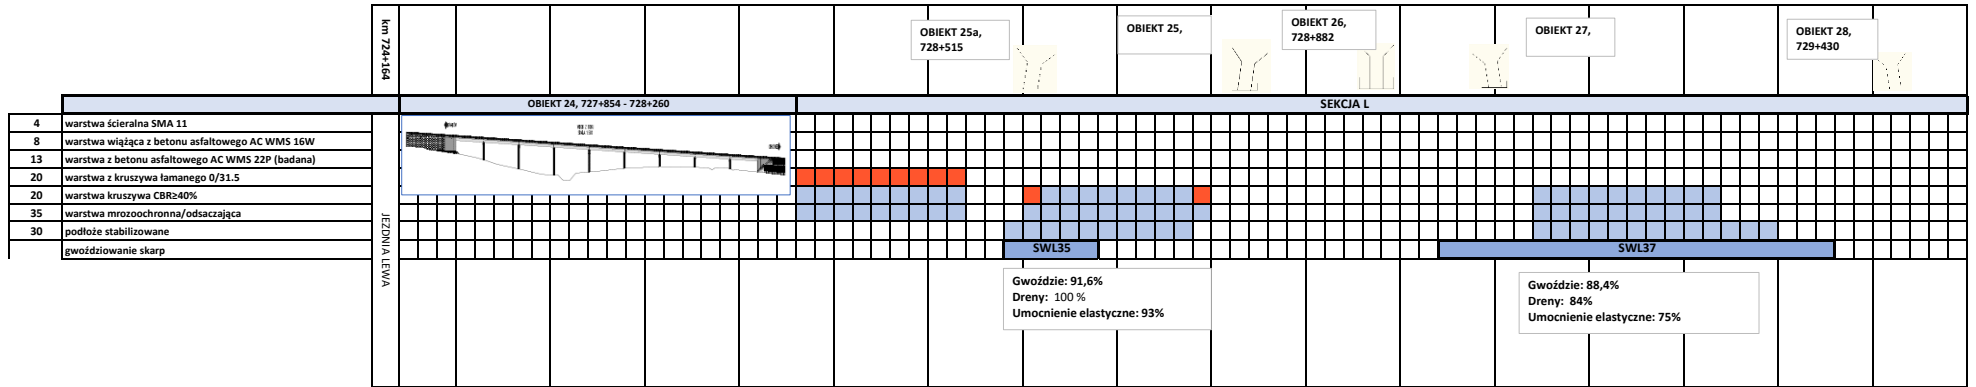 km 724+164
OBIEKT 25a,
728+515
OBIEKT 25,
OBIEKT 26,
728+882
OBIEKT 27,
OBIEKT 28,
729+430
OBIEKT 24, 727+854 - 728+260
SEKCJA L
4 warstwa ścieralna SMA 11
8 warstwa wiążąca z betonu asfaltowego AC WMS 16W
13 warstwa z betonu asfaltowego AC WMS 22P (badana)
20 warstwa z kruszywa łamanego 0/31.5
20 warstwa kruszywa CBR≥40%
35 warstwa mrozoochronna/odsaczająca
30 podłoże stabilizowane
gwoździowanie skarp
JEZDNIA LEWA
SWL35
SWL37
Gwoździe: 91,6%
Dreny: 100 %
Umocnienie elastyczne: 93%
Gwoździe: 88,4%
Dreny: 84%
Umocnienie elastyczne: 75%